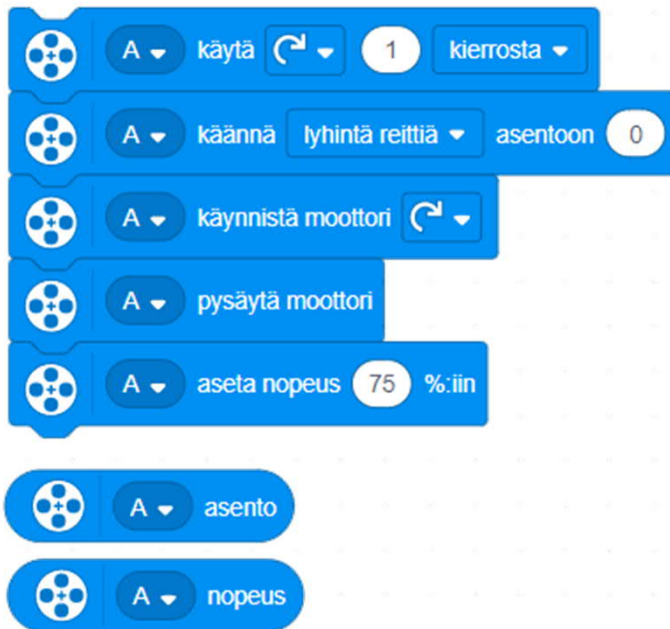 A käytä 1 kierrosta
A käännä lyhintä reittiä asentoon 0
A käynnistä moottori
A pysäytä moottori
A aseta nopeus 75 %:iin
A asento
A nopeus